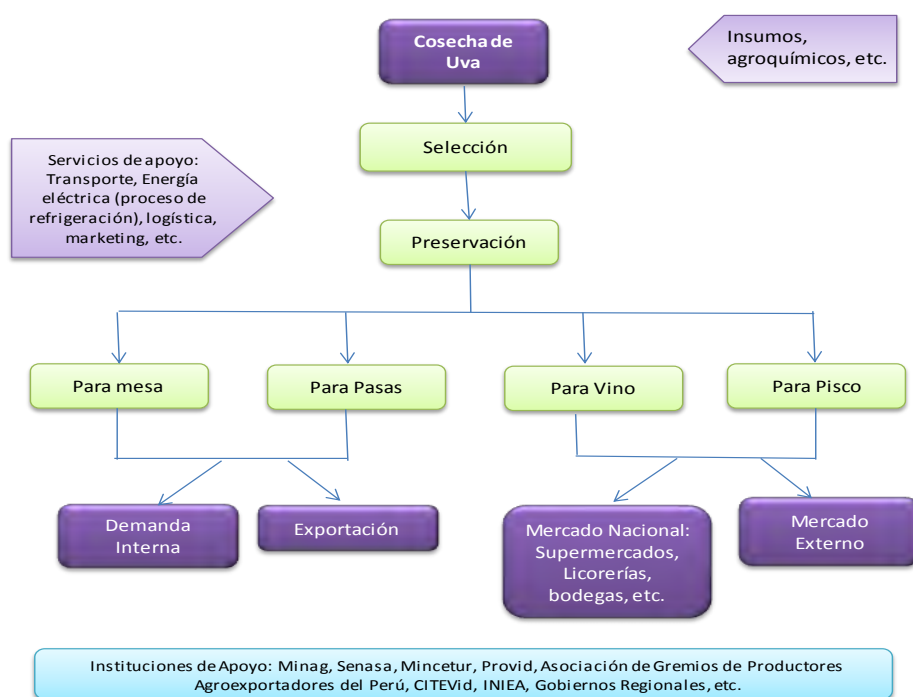 Cosecha de
Uva
Insumos,
agroquímicos, etc.
Selección
Servicios de apoyo:
Transporte, Energía
eléctrica (proceso de
refrigeración), logística,
marketing, etc.
Preservación
Para mesa
Para Pasas
Para Vino
Para Pisco
Demanda
Interna
Exportación
Mercado Nacional:
Supermercados,
Licorerías,
bodegas, etc.
Mercado
Externo
Instituciones de Apoyo: Minag, Senasa, Mincetur, Provid, Asociación de Gremios de Productores
Agroexportadores del Perú, CITEVid, INIEA, Gobiernos Regionales, etc.